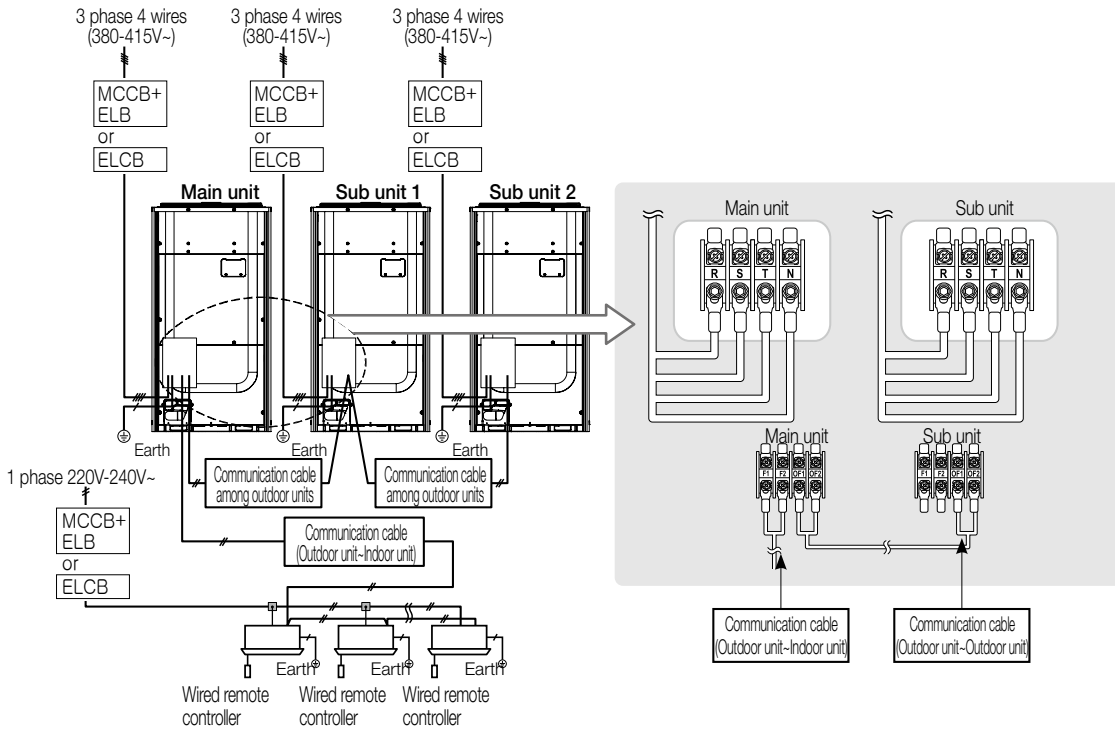 3 phase 4 wires
(380-415V~)
3 phase 4 wires
(380-415V~)
3 phase 4 wires
(380-415V~)
MCCB+
ELB
or
ELCB
MCCB+
ELB
or
ELCB
MCCB+
ELB
or
ELCB
Main unit
Sub unit 1
Sub unit 2
Earth
Earth
Earth
Communication cable
among outdoor units
Communication cable
among outdoor units
1 phase 220V-240V~
MCCB+
ELB
or
ELCB
Communication cable
(Outdoor unit~Indoor unit)
Earth
Earth
Earth
Wired remote
controller
Wired remote
controller
Wired remote
controller
Main unit
R S T N
Sub unit
R S T N
Main unit
F1 F2 OF1 OF2
Sub unit
F1 F2 OF1 OF2
Communication cable
(Outdoor unit~Indoor unit)
Communication cable
(Outdoor unit~Outdoor unit)